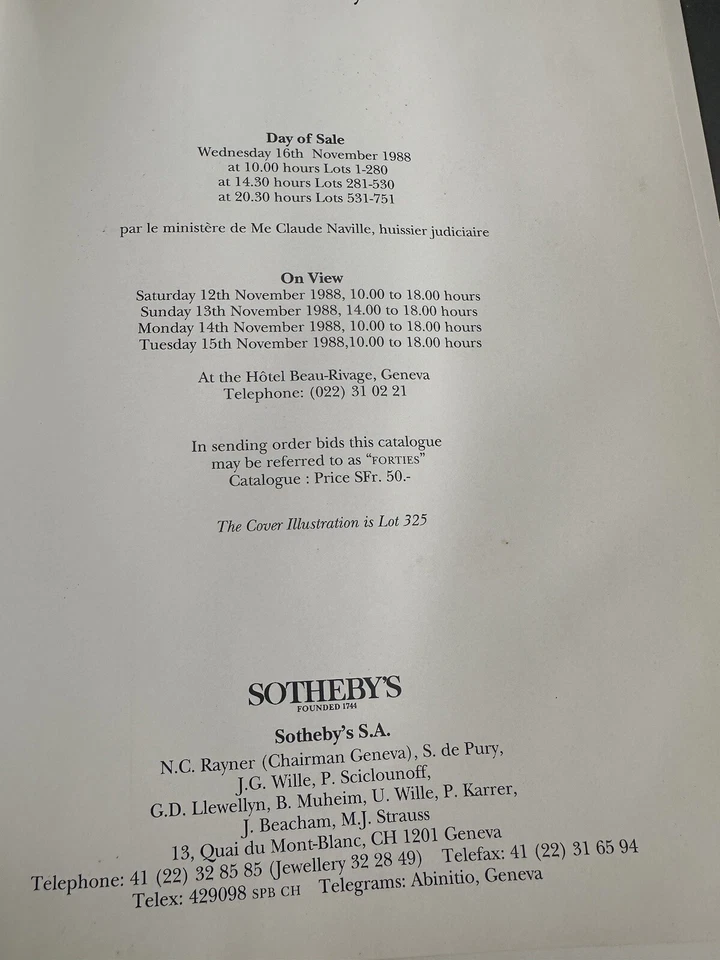 Day of Sale
Wednesday 16th November 1988
at 10.00 hours Lots 1-280
at 14.30 hours Lots 281-530
at 20.30 hours Lots 531-751
par le ministère de Me Claude Naville, huissier judiciaire
On View
Saturday 12th November 1988, 10.00 to 18.00 hours
Sunday 13th November 1988, 14.00 to 18.00 hours
Monday 14th November 1988, 10.00 to 18.00 hours
Tuesday 15th November 1988,10.00 to 18.00 hours
At the Hôtel Beau-Rivage, Geneva
Telephone: (022) 31 02 21
In sending order bids this catalogue
may be referred to as “FORTIES”
Catalogue : Price SFr. 50.-
The Cover Illustration is Lot 325
SOTHEBY'S
FOUNDED 1744
Sotheby's S.A.
N.C. Rayner (Chairman Geneva), S. de Pury,
J.G. Wille, P. Sciclounoff,
G.D. Llewellyn, B. Muheim, U. Wille, P. Karrer,
J. Beacham, M.J. Strauss
13, Quai du Mont-Blanc, CH 1201 Geneva
Telephone: 41 (22) 32 85 85 (Jewellery 32 28 49) Telefax: 41 (22) 31 65 94
Telex: 429098 SPB CH Telegrams: Abinitio, Geneva